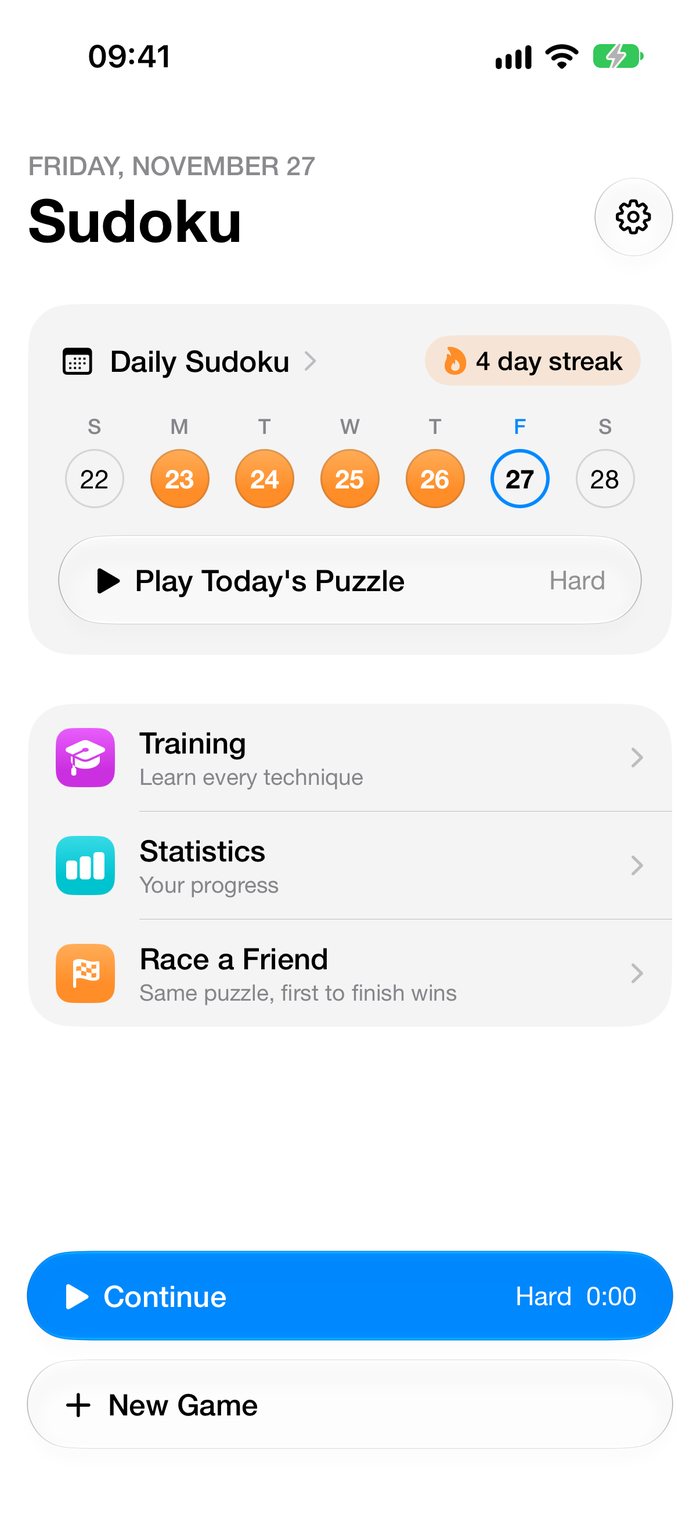 09:41
FRIDAY, NOVEMBER 27
Sudoku
Daily Sudoku
4 day streak
S M T W T F S
22 23 24 25 26 27 28
Play Today's Puzzle Hard
Training
Learn every technique
Statistics
Your progress
Race a Friend
Same puzzle, first to finish wins
Continue Hard 0:00
New Game